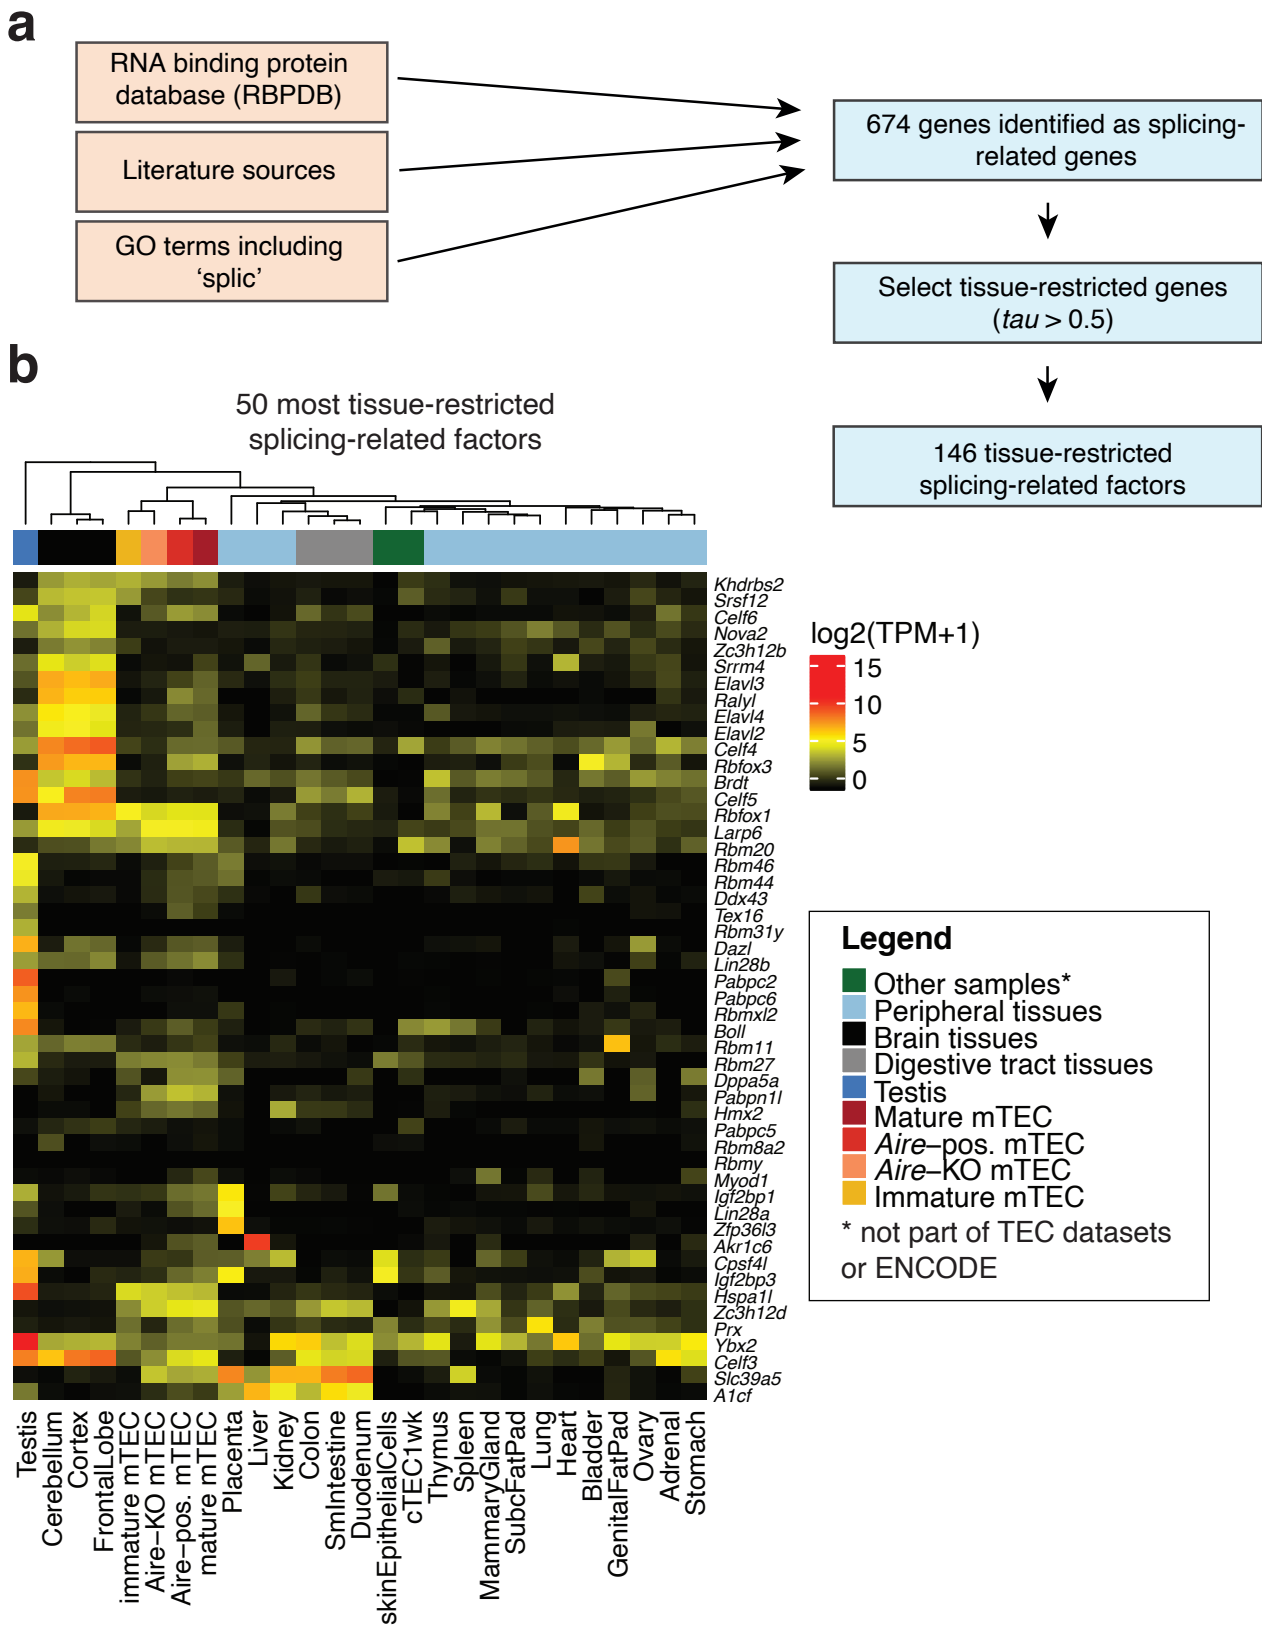 a
RNA binding protein
database (RBPDB)
Literature sources
GO terms including
‘splic’
674 genes identified as splicing-
related genes
Select tissue-restricted genes
(tau > 0.5)
146 tissue-restricted
splicing-related factors
b
50 most tissue-restricted
splicing-related factors
Khdrbs2
Srsf12
Celf6
Nova2
Zc3h12b
Srrm4
Elavl3
Ralyl
Elavl4
Elavl2
Celf4
Rbfox3
Brdt
Celf5
Rbfox1
Larp6
Rbm20
Rbm46
Rbm44
Ddx43
Tex16
Rbm31y
Dazl
Lin28b
Pabpc2
Pabpc6
Rbmxl2
Boll
Rbm11
Rbm27
Dppa5a
Pabpn1l
Hmx2
Pabpc5
Rbm8a2
Rbmy
Myod1
Igf2bp1
Lin28a
Zfp36l3
Akr1c6
Cpsf4l
Igf2bp3
Hspa1l
Zc3h12d
Prx
Ybx2
Celf3
Slc39a5
A1cf
Testis
Cerebellum
Cortex
FrontalLobe
immature mTEC
Aire−KO mTEC
Aire−pos. mTEC
mature mTEC
Placenta
Liver
Kidney
Colon
SmIntestine
Duodenum
skinEpithelialCells
cTEC1wk
Thymus
Spleen
MammaryGland
SubcFatPad
Lung
Heart
Bladder
GenitalFatPad
Ovary
Adrenal
Stomach
log2(TPM+1)
15
10
5
0
Legend
Other samples*
Peripheral tissues
Brain tissues
Digestive tract tissues
Testis
Mature mTEC
Aire−pos. mTEC
Aire−KO mTEC
Immature mTEC
* not part of TEC datasets
or ENCODE